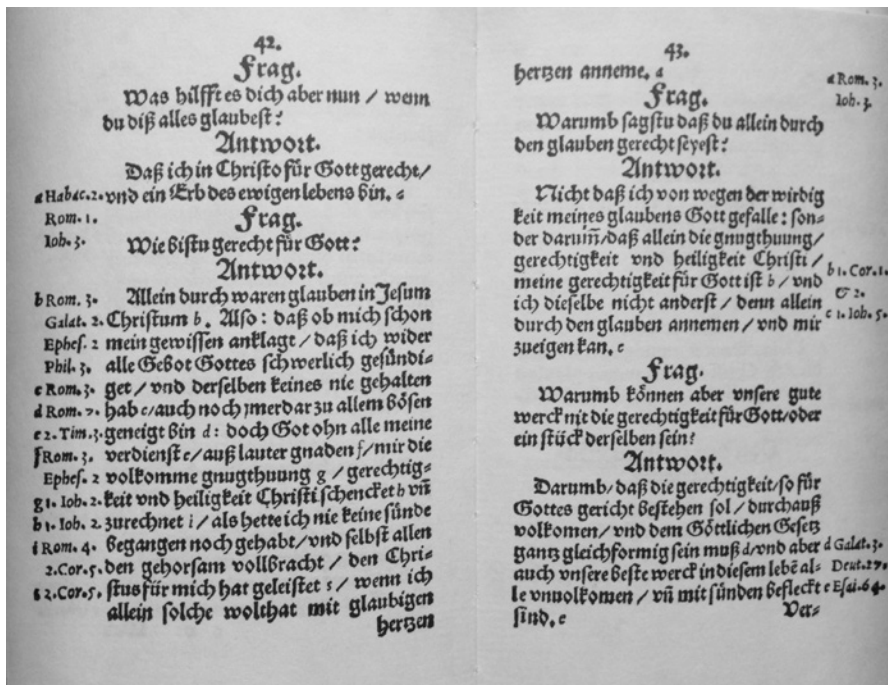 42.
Frag.
Was hilfft es dich aber nun / wenn
du diß alles glaubest?
Antwort.
Daß ich in Christo für Gott gerecht /
a Habac. 2. vnd ein Erb des ewigen lebens bin. a
Rom. 1.
Frag.
Ioh. 3. Wie bistu gerecht für Gott?
Antwort.
b Rom. 3. Allein durch waren glauben in Jesum
Galat. 2. Christum b. Also: daß ob mich schon
Ephes. 2 mein gewissen anklagt / daß ich wider
Phil. 3. alle Gebot Gottes schwerlich gesündi-
c Rom. 3. get / vnd derselben keines nie gehalten
d Rom. 7. hab c/auch noch jmerdar zu allem bösen
e 2. Tim. 3. geneigt bin d: doch Got ohn alle meine
f Rom. 3. verdienst e/auß lauter gnaden f/mir die
Ephes. 2 volkomme gnugthuung g / gerechtig-
g 1. Ioh. 2. keit vnd heiligkeit Christi schencket h vñ
h 1. Ioh. 2. zurechnet i / als hette ich nie keine sünde
i Rom. 4. begangen noch gehabt/vnd selbst allen
2. Cor. 5. den gehorsam vollbracht / den Chri-
2. Cor. 5. stus für mich hat geleistet / wenn ich
allein solche wolthat mit glaubigen
hertzen
43.
hertzen anneme. a
a Rom. 3.
Ioh. 3.
Frag.
Warumb sagstu daß du allein durch
den glauben gerecht seyest?
Antwort.
Nicht daß ich von wegen der wirdig
keit meines glaubens Gott gefalle: son-
der darum̃/daß allein die gnugthuung/
gerechtigkeit vnd heiligkeit Christi /
meine gerechtigkeit für Gott ist b / vnd b 1. Cor. 1.
ich dieselbe nicht anderst / denn allein & 2.
durch den glauben annemen / vnd mir c 1. Ioh. 5.
zueigen kan. c
Frag.
Warumb können aber vnsere gute
werck nit die gerechtigkeit für Gott/oder
ein stück derselben sein?
Antwort.
Darumb/daß die gerechtigkeit/so für
Gottes gericht bestehen sol / durchauß
volkomen / vnd dem Göttlichen Gesetz
gantz gleichformig sein muß d/vnd aber d Galat. 3.
auch vnsere beste werck in diesem lebẽ al- Deut. 27.
le vnuolkomen / vñ mit sünden befleckt e Esai. 64.
sind. e
Ver-